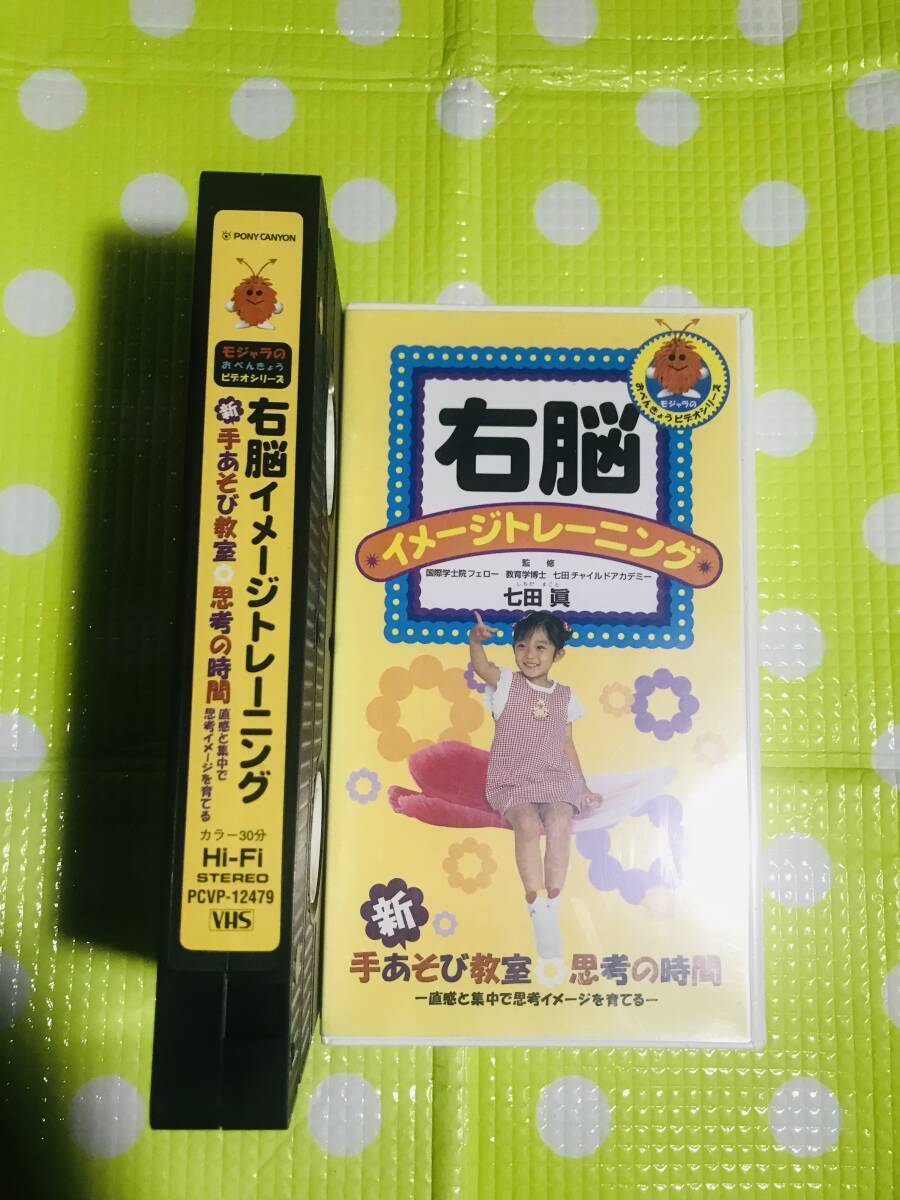 PONY CANYON
モジャラの
おべんきょう
ビデオシリーズ
右脳イメージトレーニング
新 手あそび教室 思考の時間
直感と集中で
思考イメージを育てる
カラー30分
Hi-Fi
STEREO
PCVP-12479
VHS
モジャラの
おべんきょうビデオシリーズ
右脳
イメージトレーニング
監修
国際学士院フェロー 教育学博士 七田チャイルドアカデミー
しちだ まこと
七田 眞
新
手あそび教室 思考の時間
ー直感と集中で思考イメージを育てるー